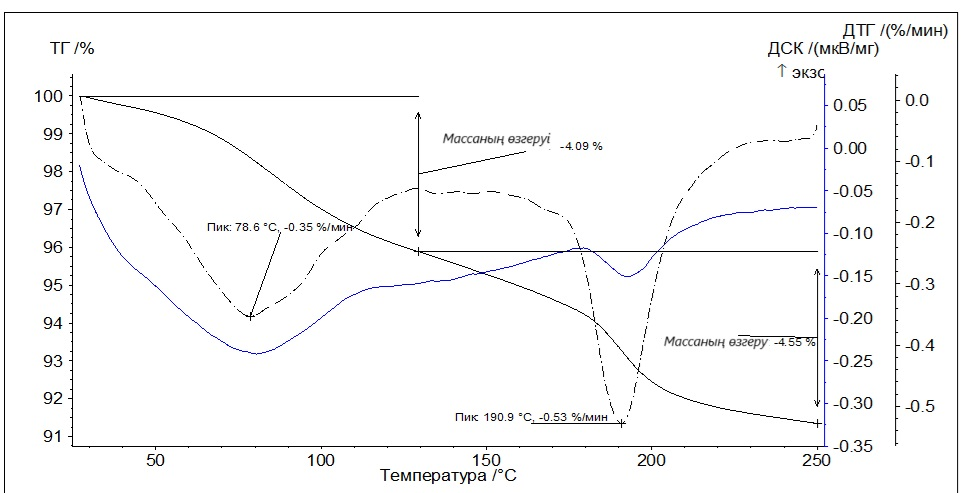 ДТГ /(%/мин)
ТГ /%
ДСК /(мкВ/мг)
↑ экзо
100
99
98
97
96
95
94
93
92
91
0.05
0.00
-0.05
-0.10
-0.15
-0.20
-0.25
-0.30
-0.35
0.0
-0.1
-0.2
-0.3
-0.4
-0.5
Массаның өзгеруі -4.09 %
Пик: 78.6 °C, -0.35 %/мин
Массаның өзгеру -4.55 %
Пик: 190.9 °C, -0.53 %/мин
50 100 150 200 250
Температура /°C